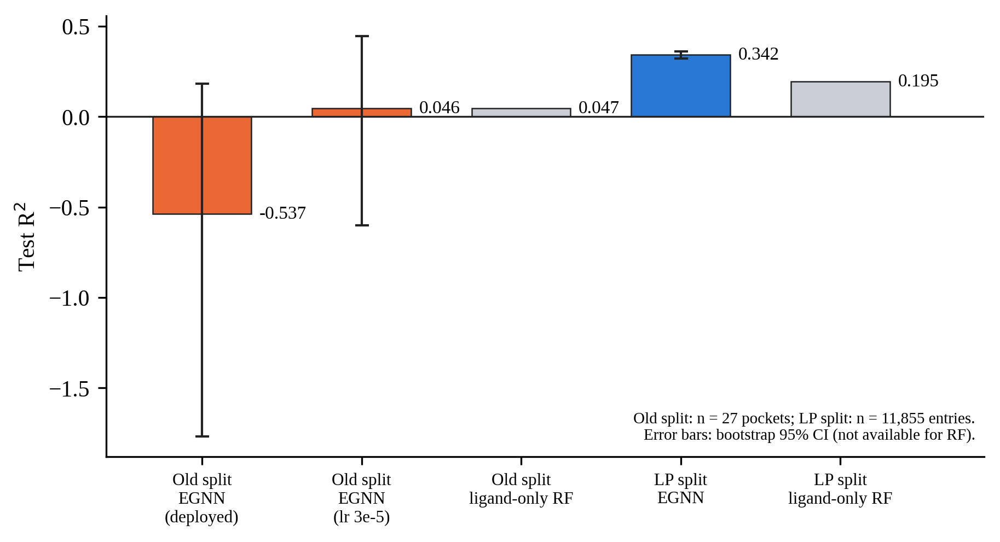 0.5
0.0
−0.5
−1.0
−1.5
Test R²
-0.537
0.046
0.047
0.342
0.195
Old split: n = 27 pockets; LP split: n = 11,855 entries.
Error bars: bootstrap 95% CI (not available for RF).
Old split
EGNN
(deployed)
Old split
EGNN
(lr 3e-5)
Old split
ligand-only RF
LP split
EGNN
LP split
ligand-only RF